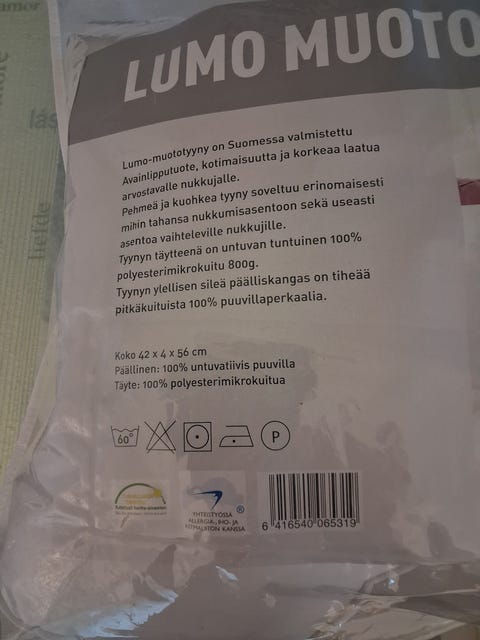 LUMO MUOTO
Lumo-muototyyny on Suomessa valmistettu
Avainlipputuote, kotimaisuutta ja korkeaa laatua
arvostavalle nukkujalle.
Pehmeä ja kuohkea tyyny soveltuu erinomaisesti
mihin tahansa nukkumisasentoon sekä useasti
asentoa vaihteleville nukkujille.
Tyynyn täytteenä on untuvan tuntuinen 100%
polyesterimikrokuitu 800g.
Tyynyn ylellisen sileä päälliskangas on tiheää
pitkäkuituista 100% puuvillaperkaalia.
Koko 42 x 4 x 56 cm
Päällinen: 100% untuvatiivis puuvilla
Täyte: 100% polyesterimikrokuitua
60°
P
YHTEISTYÖSSÄ
ALLERGIA-, IHO- JA
ASTMALIITON KANSSA
®
6 416540 065319
amor
lás
liefde